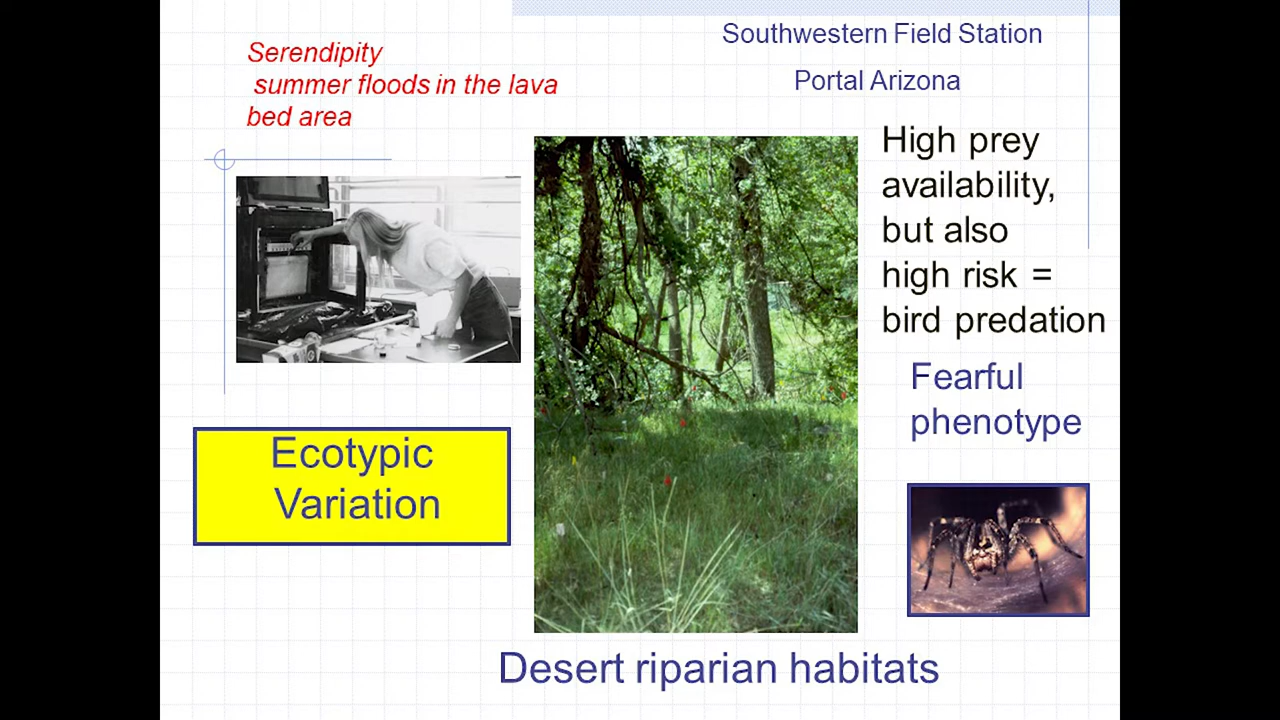 Serendipity
summer floods in the lava
bed area
Southwestern Field Station
Portal Arizona
High prey
availability,
but also
high risk =
bird predation
Fearful
phenotype
Ecotypic
Variation
Desert riparian habitats